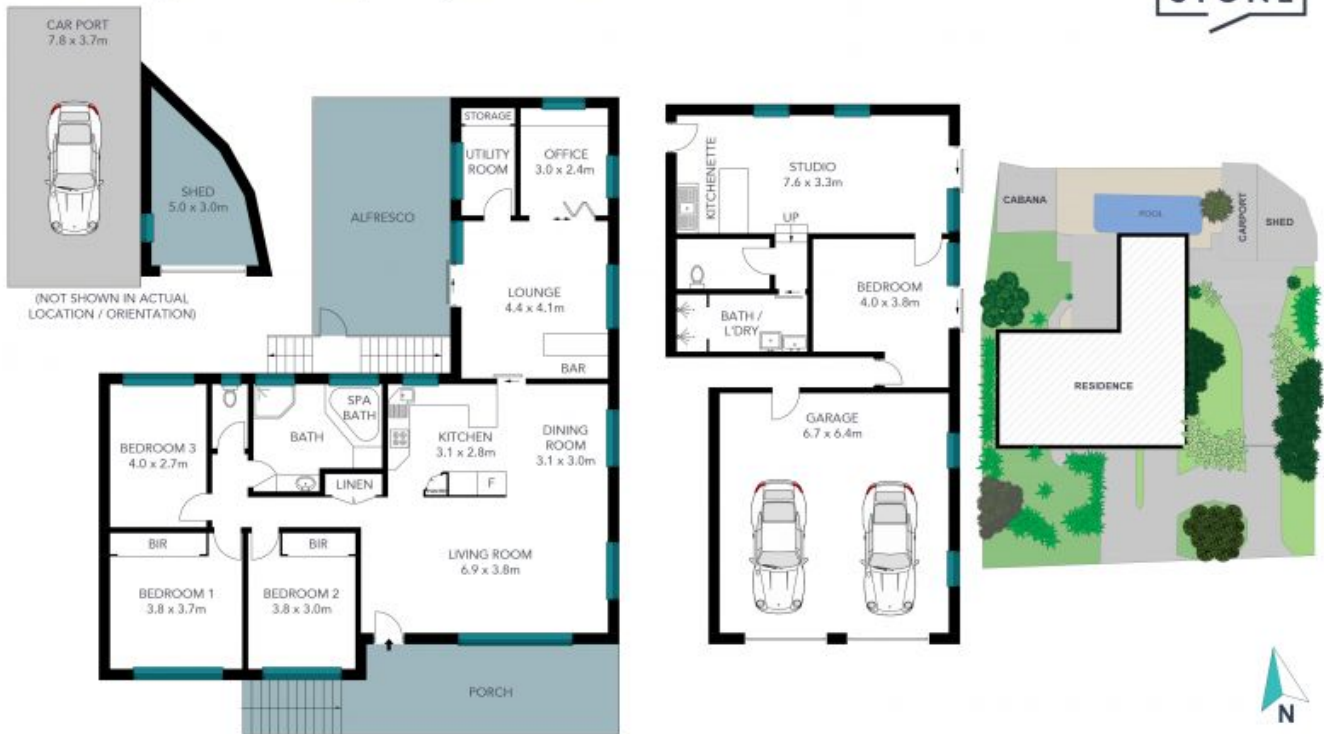 CAR PORT
7.8 x 3.7m
SHED
5.0 x 3.0m
(NOT SHOWN IN ACTUAL
LOCATION / ORIENTATION)
ALFRESCO
STORAGE
UTILITY
ROOM
OFFICE
3.0 x 2.4m
LOUNGE
4.4 x 4.1m
BAR
BEDROOM 3
4.0 x 2.7m
BATH
SPA
BATH
LINEN
KITCHEN
3.1 x 2.8m
F
DINING
ROOM
3.1 x 3.0m
BIR
BIR
BEDROOM 1
3.8 x 3.7m
BEDROOM 2
3.8 x 3.0m
LIVING ROOM
6.9 x 3.8m
PORCH
KITCHENETTE
STUDIO
7.6 x 3.3m
UP
BATH /
L'DRY
BEDROOM
4.0 x 3.8m
GARAGE
6.7 x 6.4m
CABANA
POOL
CARPORT
SHED
RESIDENCE
N